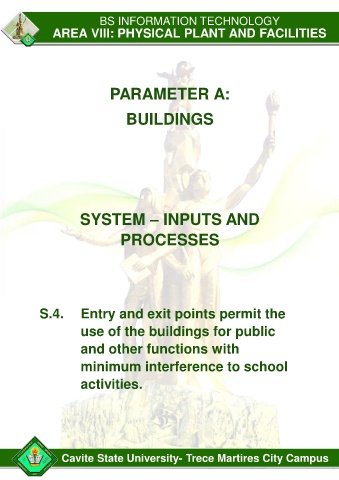 BS INFORMATION TECHNOLOGY
AREA VIII: PHYSICAL PLANT AND FACILITIES
PARAMETER A:
BUILDINGS
SYSTEM – INPUTS AND
PROCESSES
S.4. Entry and exit points permit the
use of the buildings for public
and other functions with
minimum interference to school
activities.
Cavite State University- Trece Martires City Campus